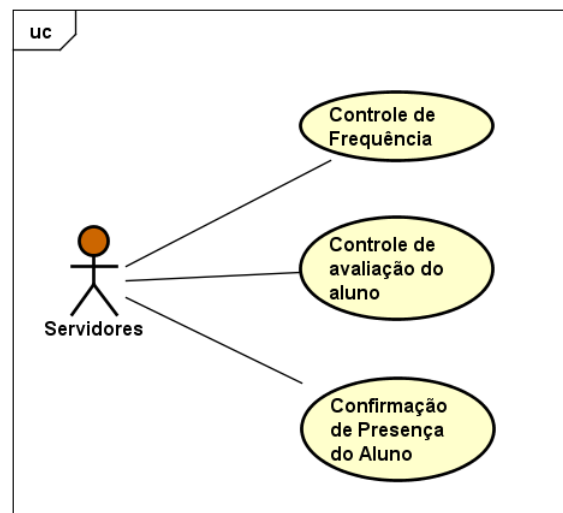 uc
Controle de
Frequência
Controle de
avaliação do
aluno
Servidores
Confirmação
de Presença
do Aluno